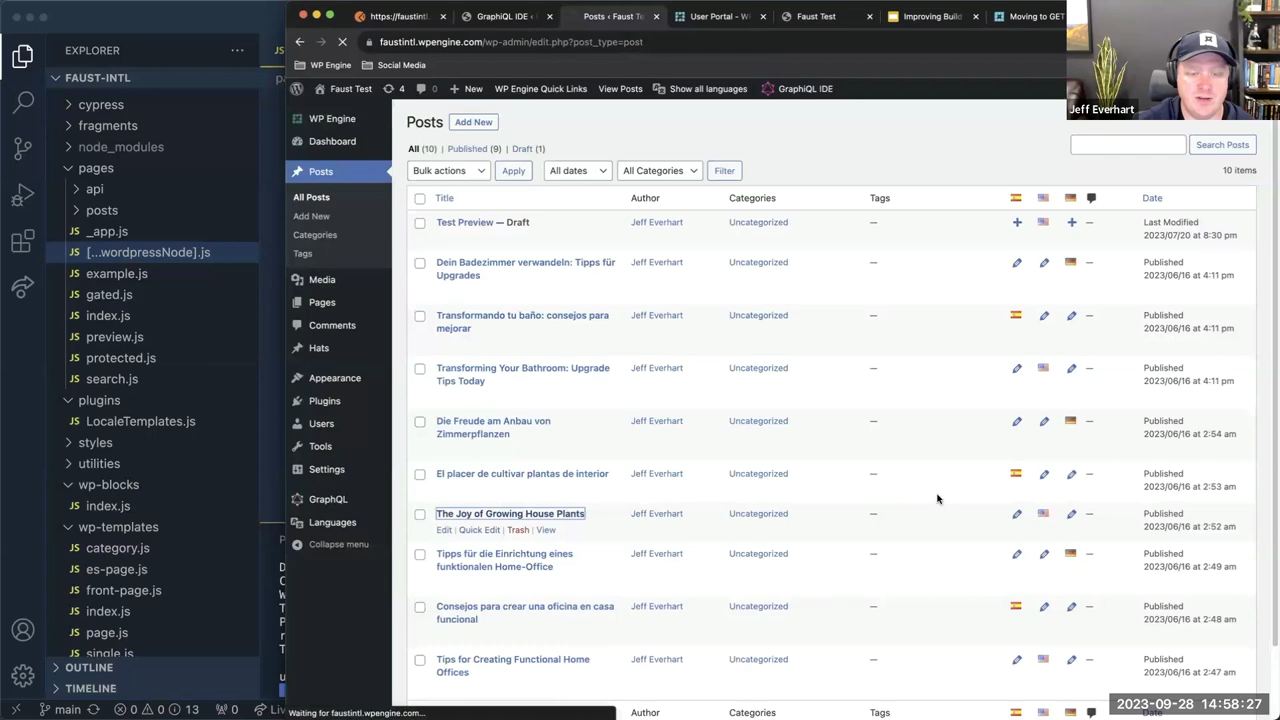 EXPLORER
FAUST-INTL
cypress
fragments
node_modules
pages
api
posts
_app.js
[...wordpressNode].js
example.js
gated.js
index.js
preview.js
protected.js
search.js
plugins
LocaleTemplates.js
styles
utilities
wp-blocks
index.js
wp-templates
category.js
es-page.js
front-page.js
index.js
page.js
single.js
OUTLINE
TIMELINE
main 0 0 13 0
https://faustintl. GraphiQL IDE ‹ Posts ‹ Faust Te User Portal - W Faust Test Improving Build Moving to GET
faustintl.wpengine.com/wp-admin/edit.php?post_type=post
WP Engine Social Media
Faust Test 4 New WP Engine Quick Links View Posts Show all languages GraphiQL IDE
Jeff Everhart
WP Engine
Dashboard
Posts
All Posts
Add New
Categories
Tags
Media
Pages
Comments
Hats
Appearance
Plugins
Users
Tools
Settings
GraphQL
Languages
Collapse menu
Posts Add New
All (10) | Published (9) | Draft (1)
Search Posts
Bulk actions Apply All dates All Categories Filter 10 items
Title Author Categories Tags Date
Test Preview — Draft Jeff Everhart Uncategorized — + + — Last Modified
2023/07/20 at 8:30 pm
Dein Badezimmer verwandeln: Tipps für Jeff Everhart Uncategorized — — Published
Upgrades 2023/06/16 at 4:11 pm
Transformando tu baño: consejos para Jeff Everhart Uncategorized — — Published
mejorar 2023/06/16 at 4:11 pm
Transforming Your Bathroom: Upgrade Jeff Everhart Uncategorized — — Published
Tips Today 2023/06/16 at 4:11 pm
Die Freude am Anbau von Jeff Everhart Uncategorized — — Published
Zimmerpflanzen 2023/06/16 at 2:54 am
El placer de cultivar plantas de interior Jeff Everhart Uncategorized — — Published
2023/06/16 at 2:53 am
The Joy of Growing House Plants Jeff Everhart Uncategorized — — Published
Edit | Quick Edit | Trash | View 2023/06/16 at 2:52 am
Tipps für die Einrichtung eines Jeff Everhart Uncategorized — — Published
funktionalen Home-Office 2023/06/16 at 2:49 am
Consejos para crear una oficina en casa Jeff Everhart Uncategorized — — Published
funcional 2023/06/16 at 2:48 am
Tips for Creating Functional Home Jeff Everhart Uncategorized — — Published
Offices 2023/06/16 at 2:47 am
Author Categories Tags Date
Waiting for faustintl.wpengine.com...
2023-09-28 14:58:27